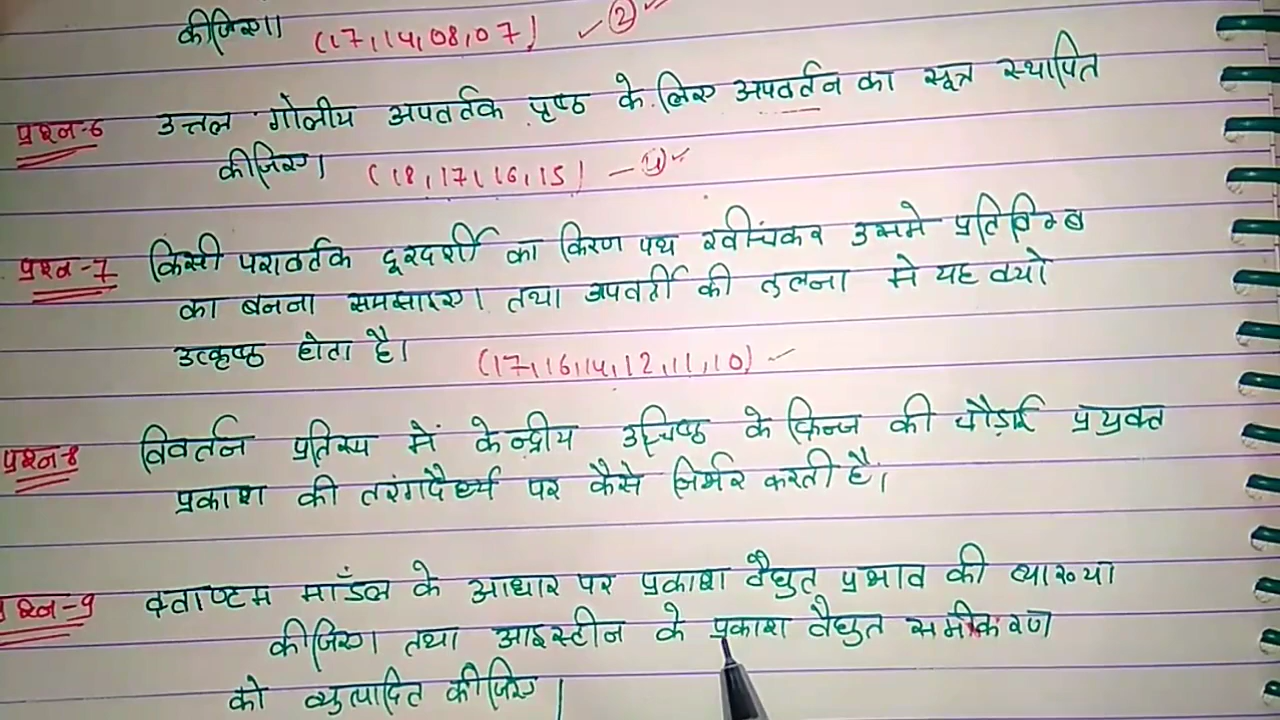 कीजिए। (17,14,08,07) ✓②✓
प्रश्न-6 उत्तल गोलीय अपवर्तक पृष्ठ के लिए अपवर्तन का सूत्र स्थापित
कीजिए। (18,17,16,15) — ④✓
प्रश्न-7 किसी परावर्तक दूरदर्शी का किरण पथ खींचकर उसमे प्रतिबिम्ब
का बनना समझाइए। तथा अपवर्ती की तुलना मे यह क्यो
उत्कृष्ठ होता है। (17,16,14,12,11,10) ✓
प्रश्न-8 विवर्तन प्रतिरूप में केन्द्रीय उच्चिष्ठ के फिन्ज की चौड़ाई प्रयुक्त
प्रकाश की तरंगदैर्ध्य पर कैसे निर्भर करती है।
प्रश्न-9 क्वाण्टम मॉडल के आधार पर प्रकाश वैधुत प्रभाव की व्याख्या
कीजिए। तथा आइस्टीन के प्रकाश वैधुत समीकरण
को व्युत्पादित कीजिए।